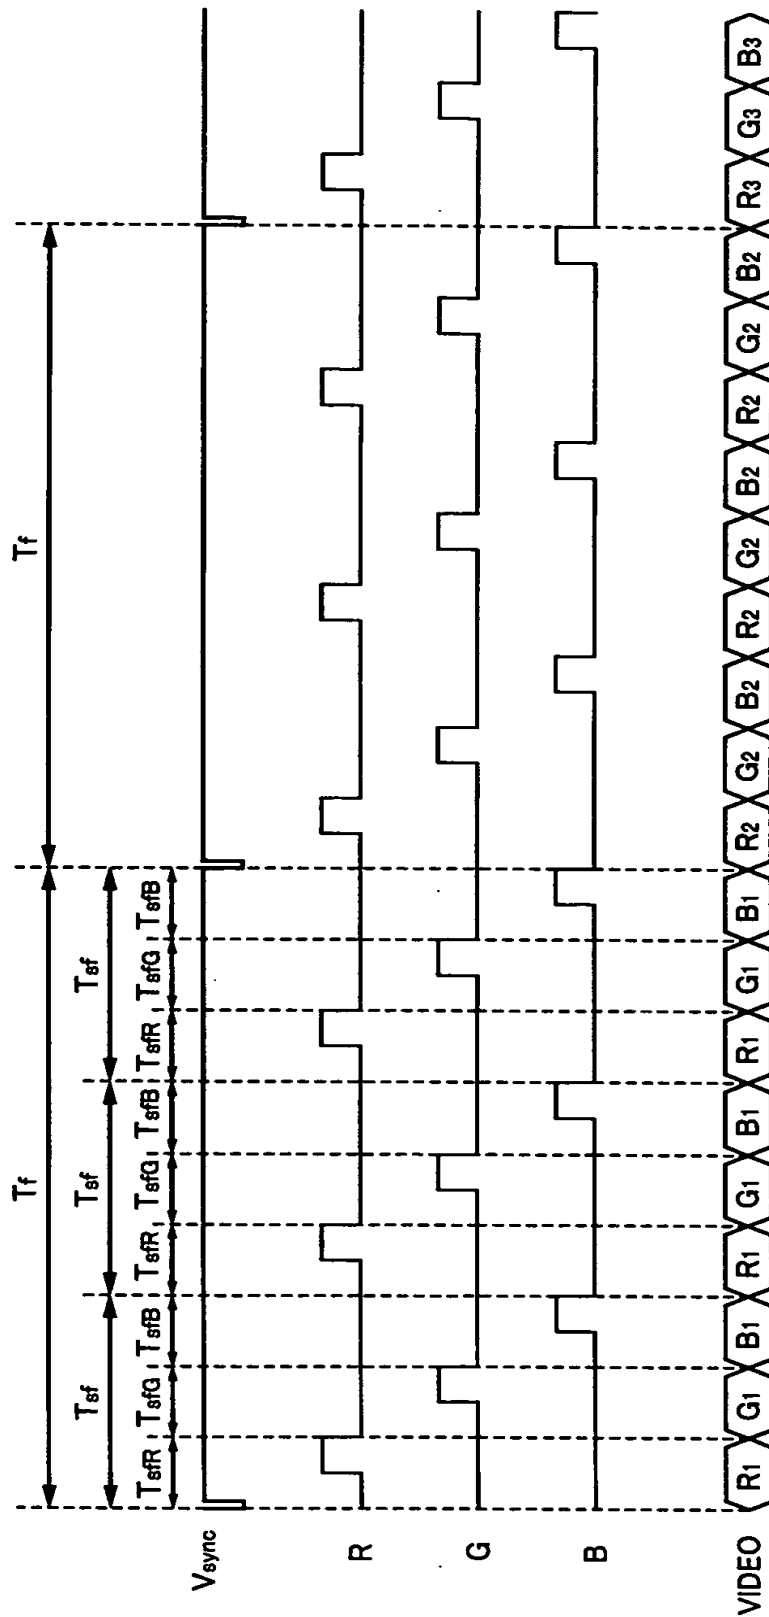 Tf Tf
Tsf Tsf Tsf
TsfR TsfG TsfB TsfR TsfG TsfB TsfR TsfG TsfB
Vsync
R
G
B
VIDEO R1 G1 B1 R1 G1 B1 R1 G1 B1 R2 G2 B2 R2 G2 B2 R2 G2 B2 R3 G3 B3